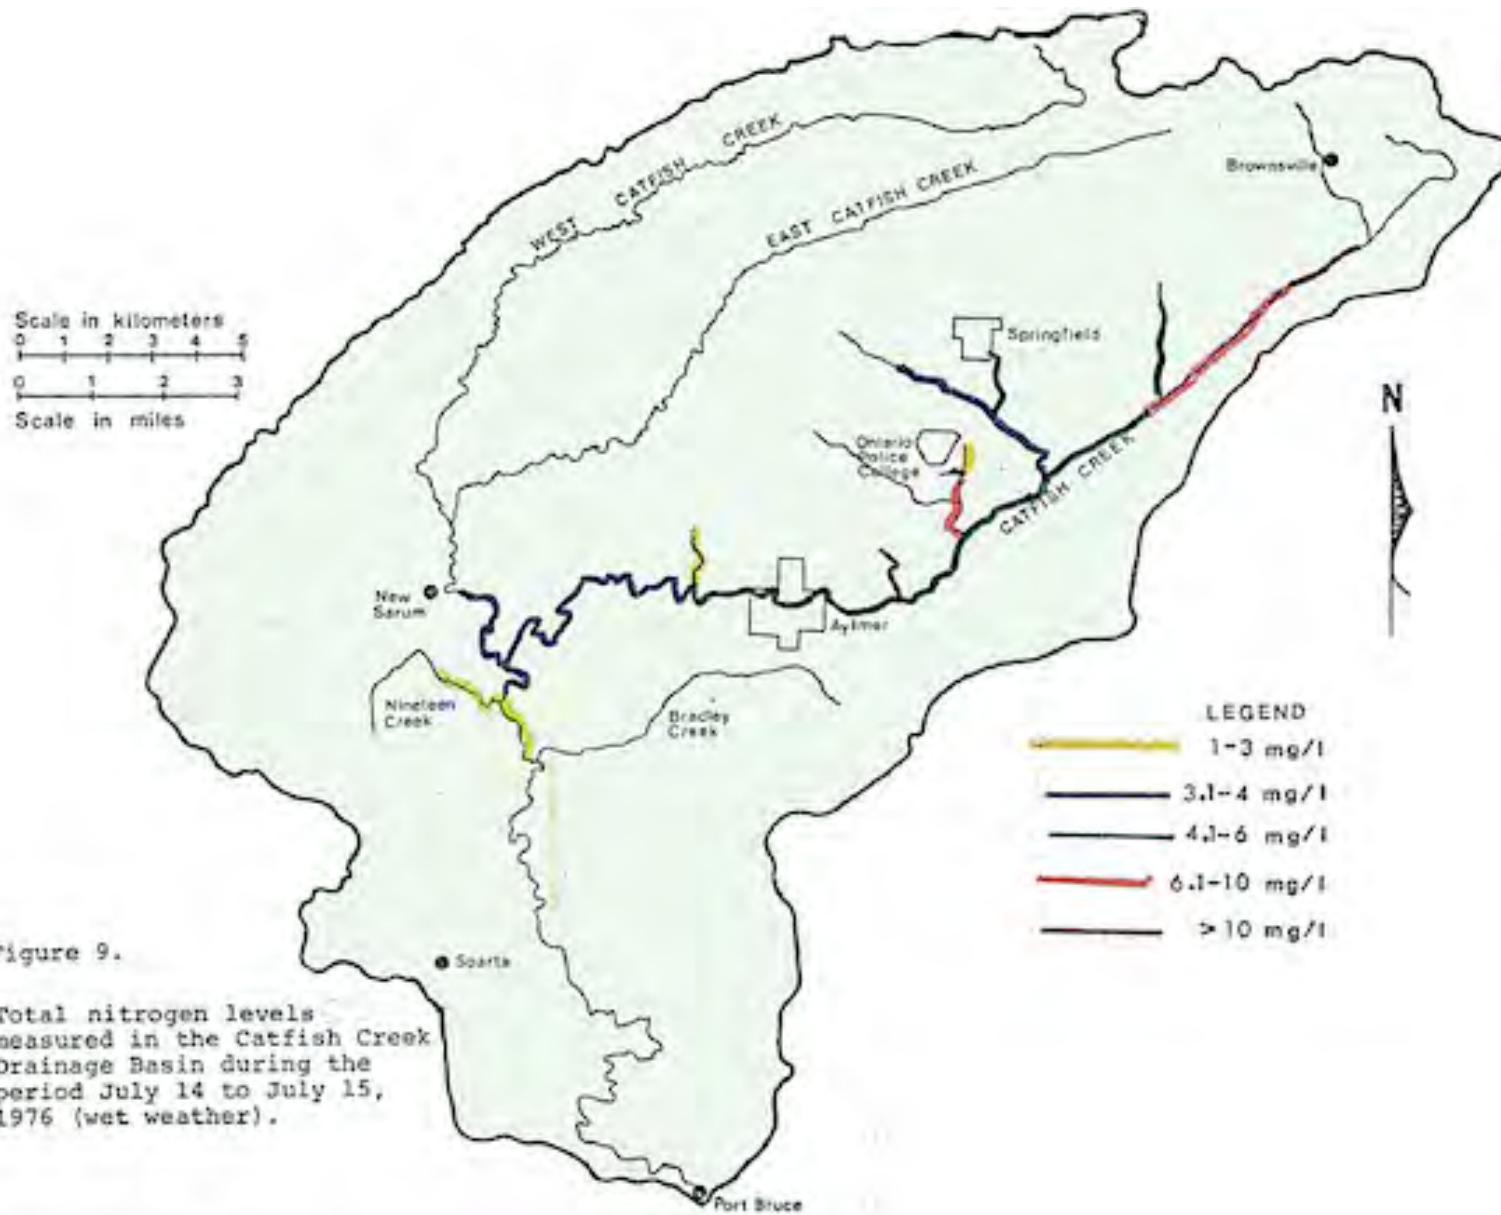 WEST CATFISH CREEK
EAST CATFISH CREEK
Brownsville
Scale in kilometers
0 1 2 3 4 5
0 1 2 3
Scale in miles
Springfield
N
Ontario
Police
College
CATFISH CREEK
New
Sarum
Aylmer
Nineteen
Creek
Bradley
Creek
LEGEND
1-3 mg/l
3.1-4 mg/l
4.1-6 mg/l
6.1-10 mg/l
>10 mg/l
Figure 9.
Sparta
Total nitrogen levels
measured in the Catfish Creek
Drainage Basin during the
period July 14 to July 15,
1976 (wet weather).
Port Bruce